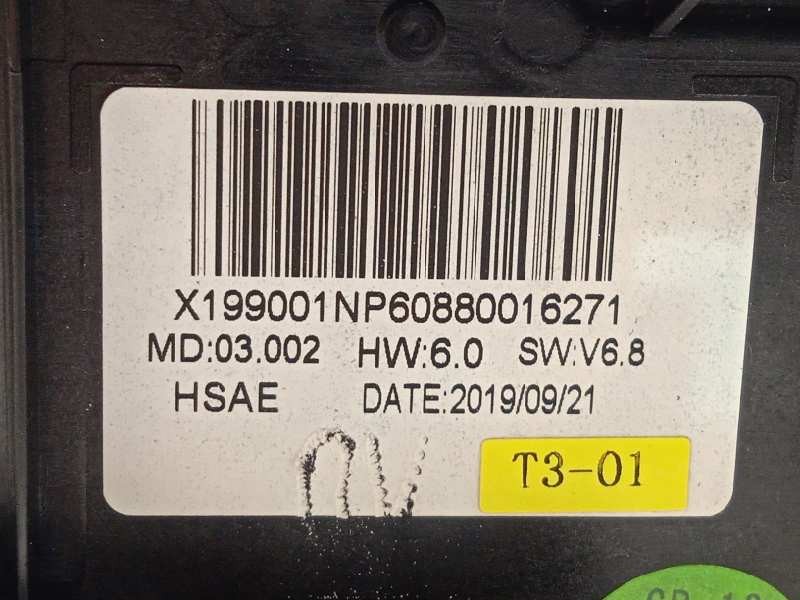 X199001NP60880016271
MD:03.002 HW:6.0 SW:V6.8
HSAE DATE:2019/09/21
T3-01